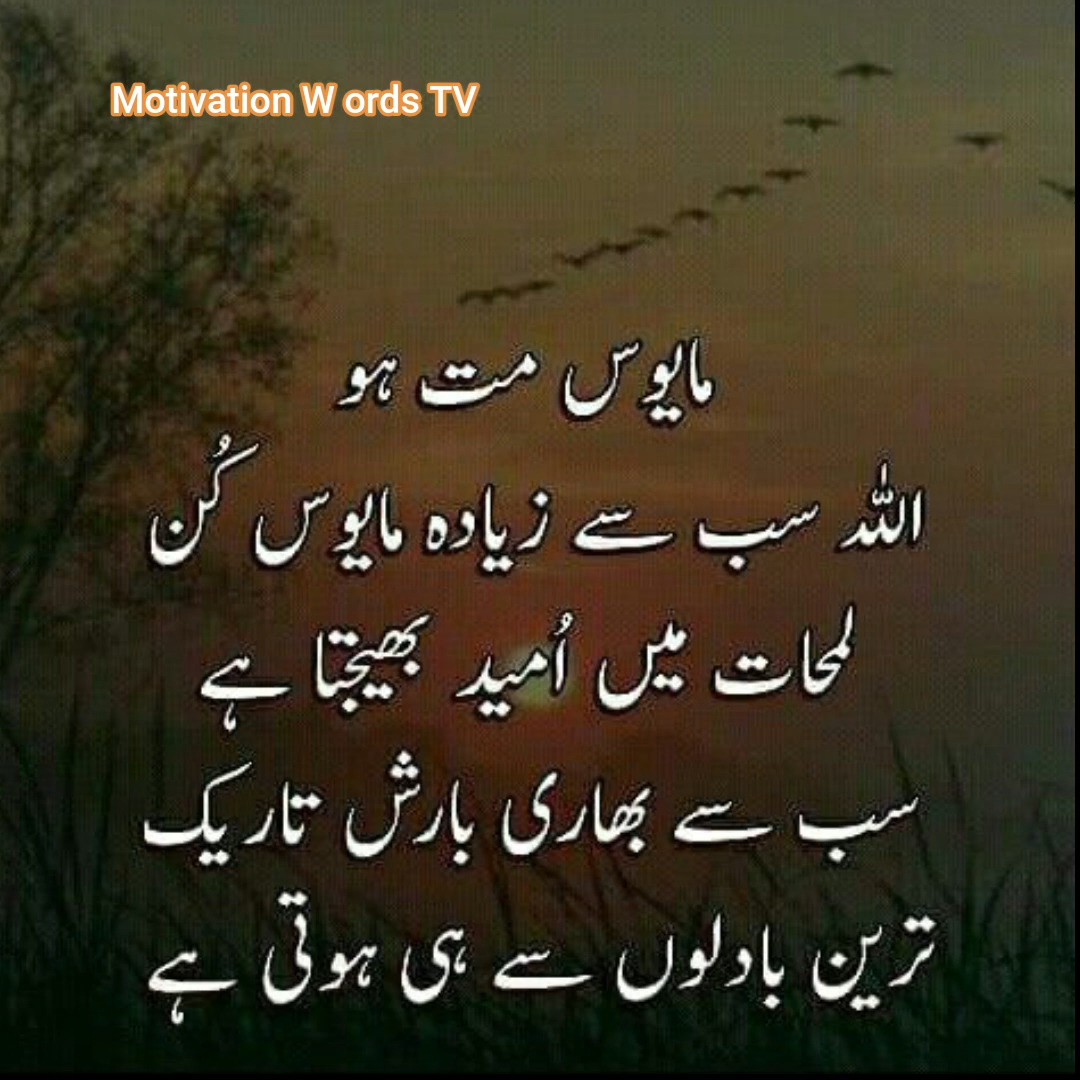 Motivation W ords TV
مایوس مت ہو
اللہ سب سے زیادہ مایوس کُن
لمحات میں اُمید بھیجتا ہے
سب سے بھاری بارش تاریک
ترین بادلوں سے ہی ہوتی ہے